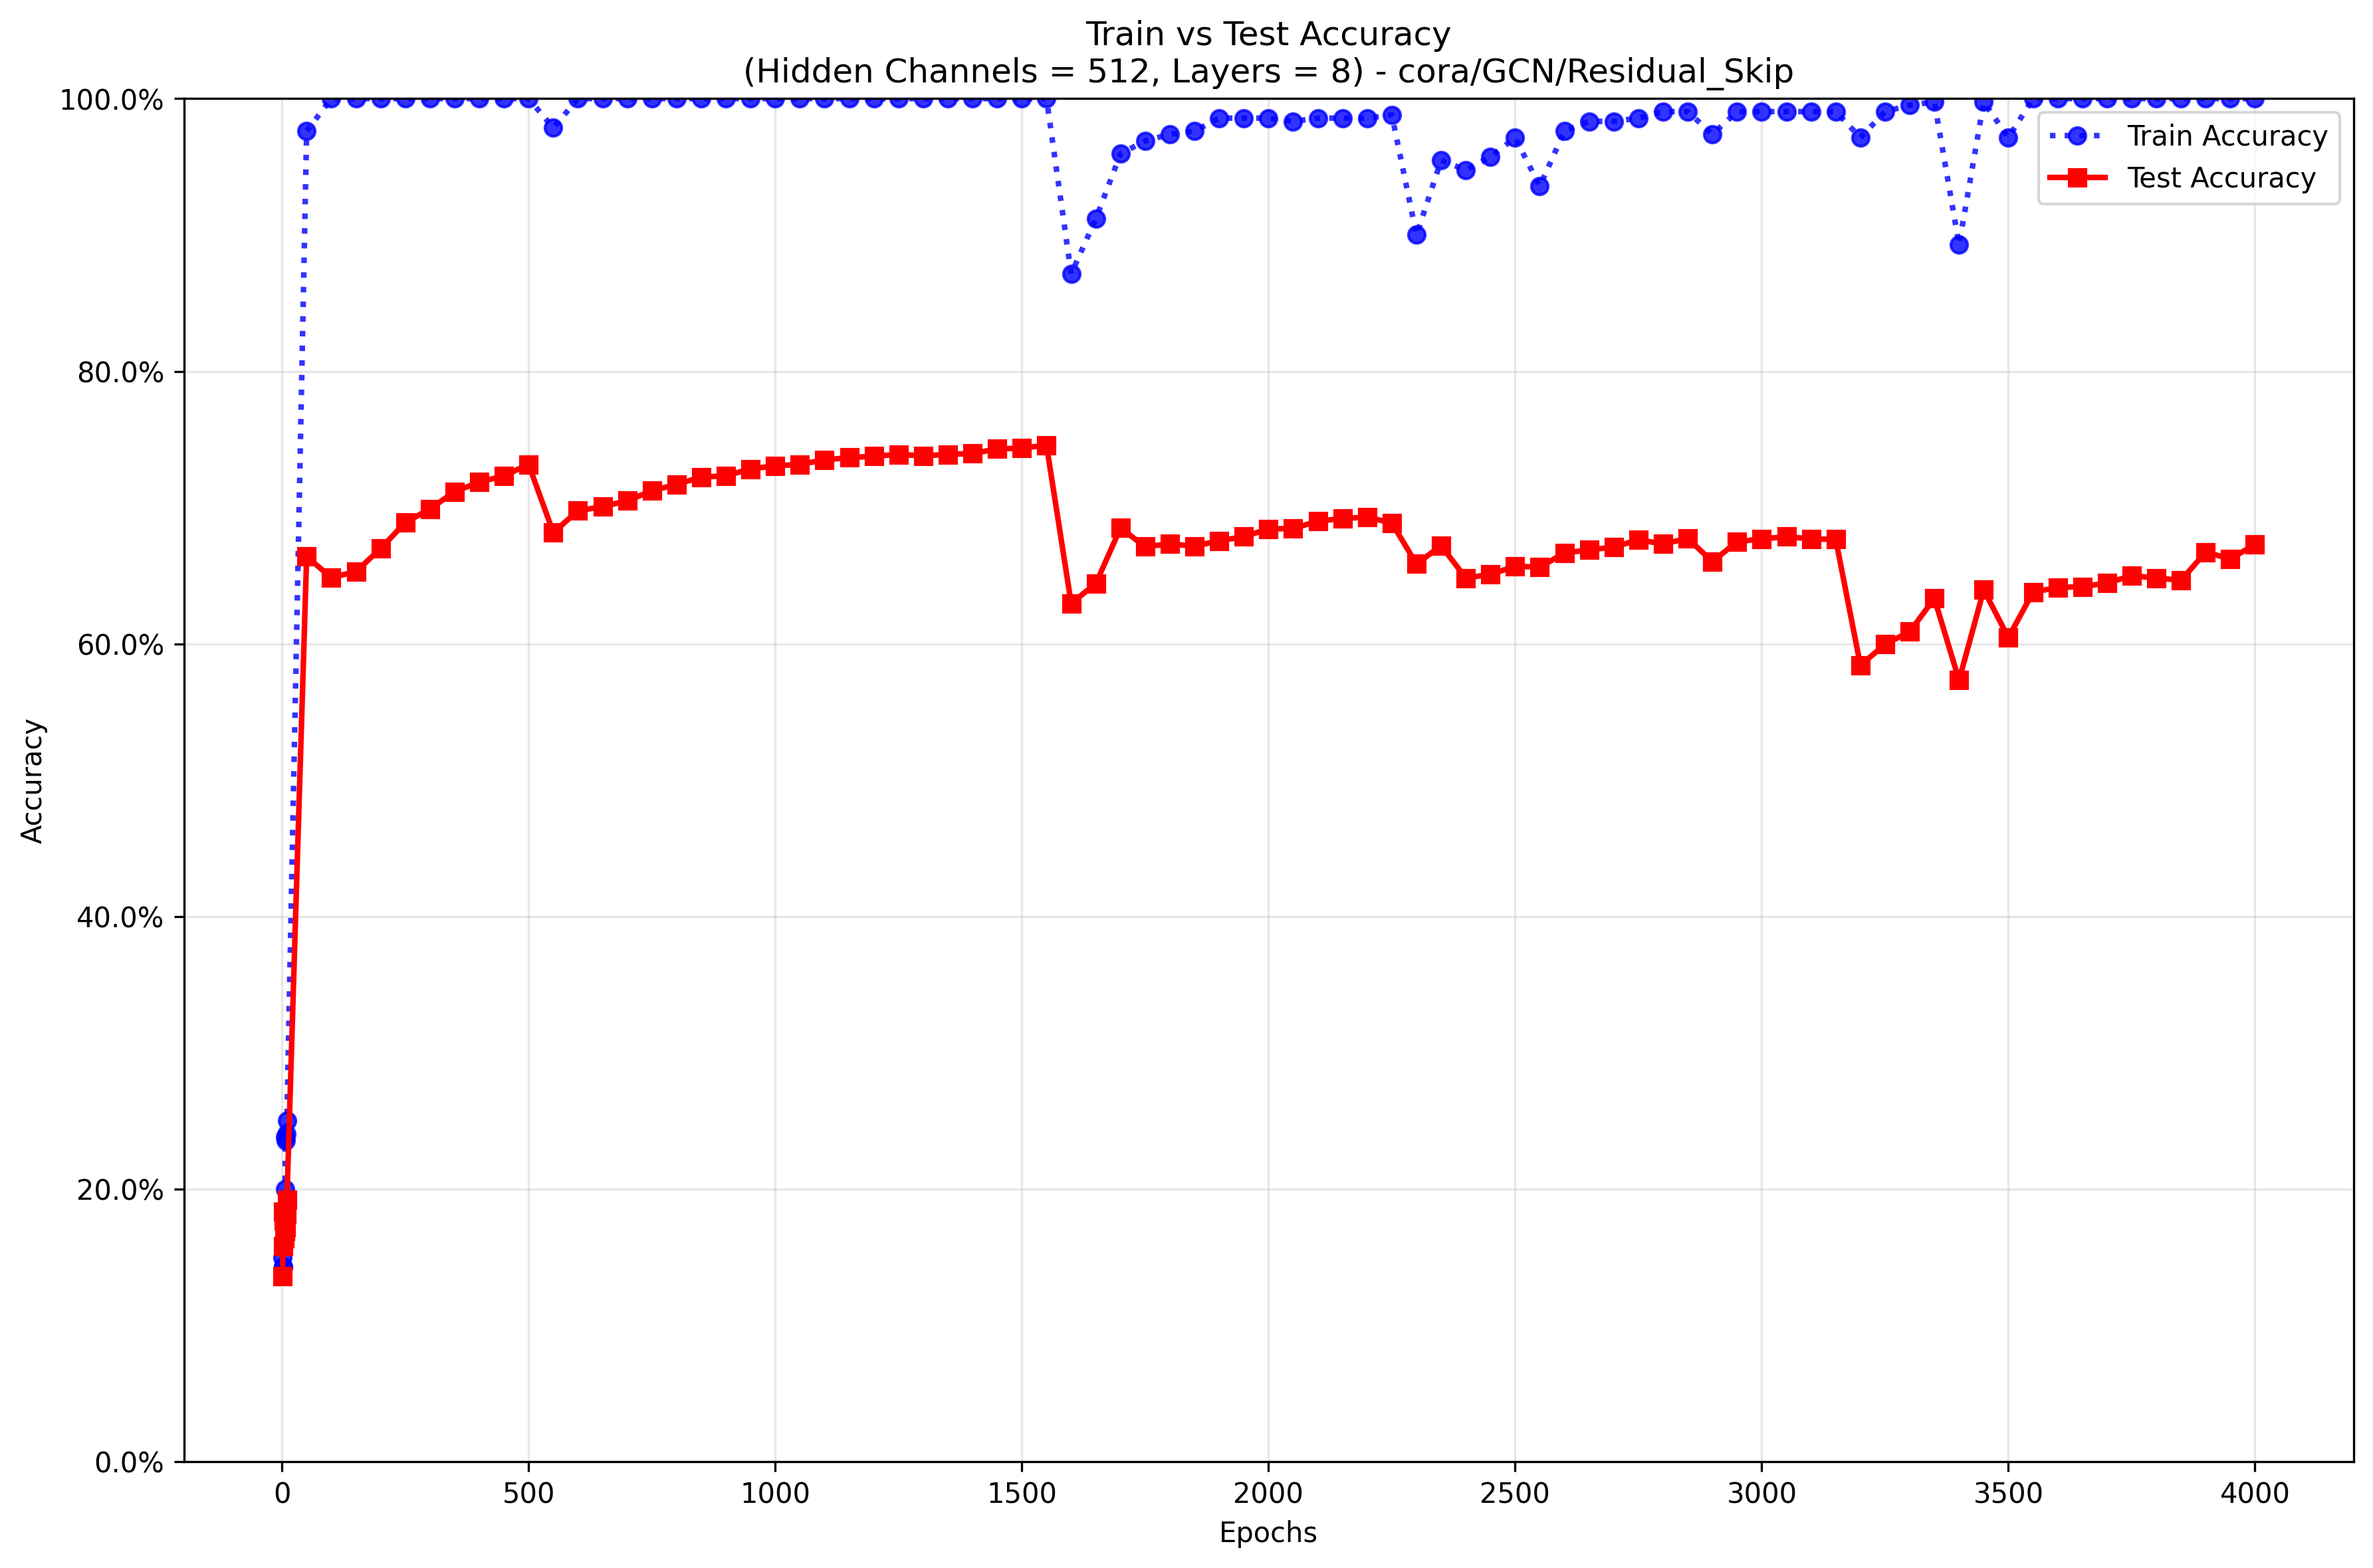 Train vs Test Accuracy
(Hidden Channels = 512, Layers = 8) - cora/GCN/Residual_Skip
100.0%
80.0%
60.0%
40.0%
20.0%
0.0%
Accuracy
Train Accuracy
Test Accuracy
0 500 1000 1500 2000 2500 3000 3500 4000
Epochs